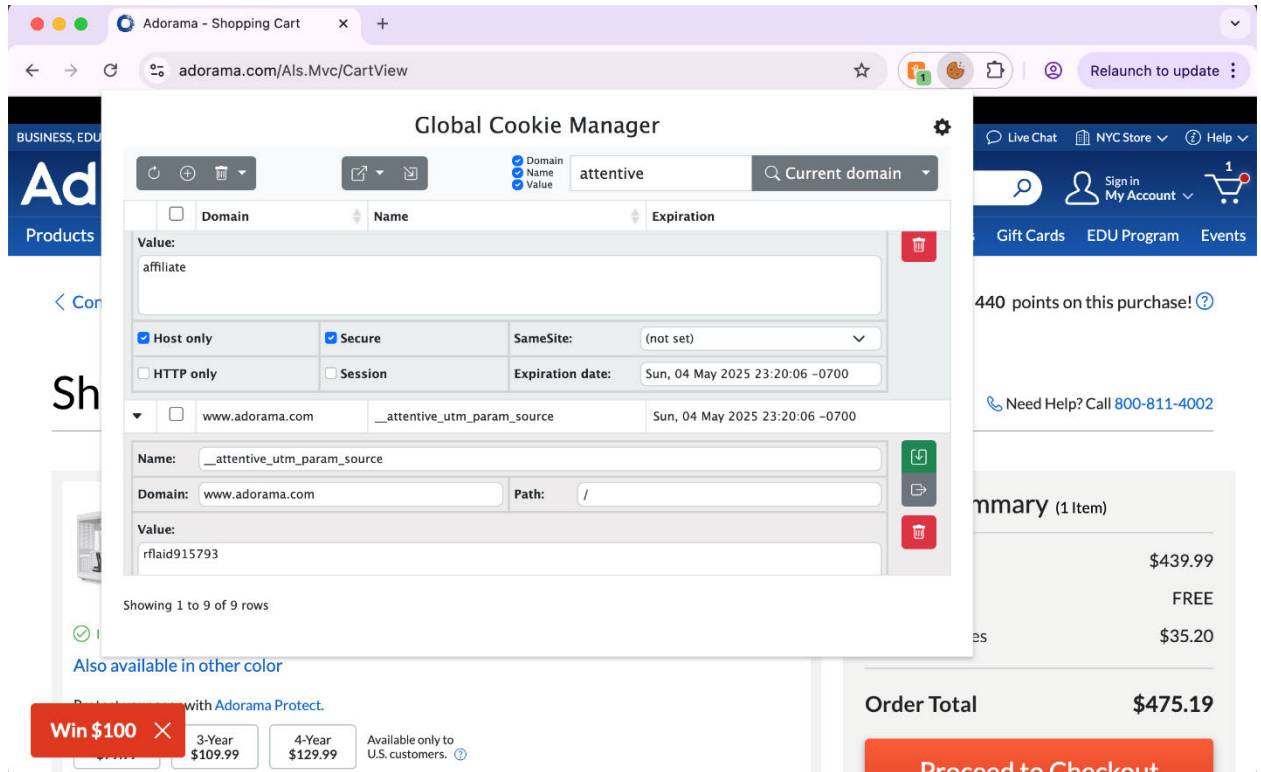 Adorama - Shopping Cart
adorama.com/Als.Mvc/CartView
1
Relaunch to update
Global Cookie Manager
BUSINESS, EDU
Live Chat
NYC Store
Help
Domain
Name
Value
attentive
Current domain
Ad
Sign in
My Account
1
Domain
Name
Expiration
Products
Gift Cards
EDU Program
Events
Value:
affiliate
Con
440 points on this purchase!
Host only
Secure
SameSite:
(not set)
HTTP only
Session
Expiration date:
Sun, 04 May 2025 23:20:06 -0700
Sh
Need Help? Call 800-811-4002
www.adorama.com
__attentive_utm_param_source
Sun, 04 May 2025 23:20:06 -0700
Name:
__attentive_utm_param_source
Domain:
www.adorama.com
Path:
/
Value:
rflaid915793
mmary (1 Item)
$439.99
FREE
es
$35.20
Showing 1 to 9 of 9 rows
Also available in other color
with Adorama Protect.
Order Total
$475.19
Win $100
3-Year
$109.99
4-Year
$129.99
Available only to
U.S. customers.
Proceed to Checkout